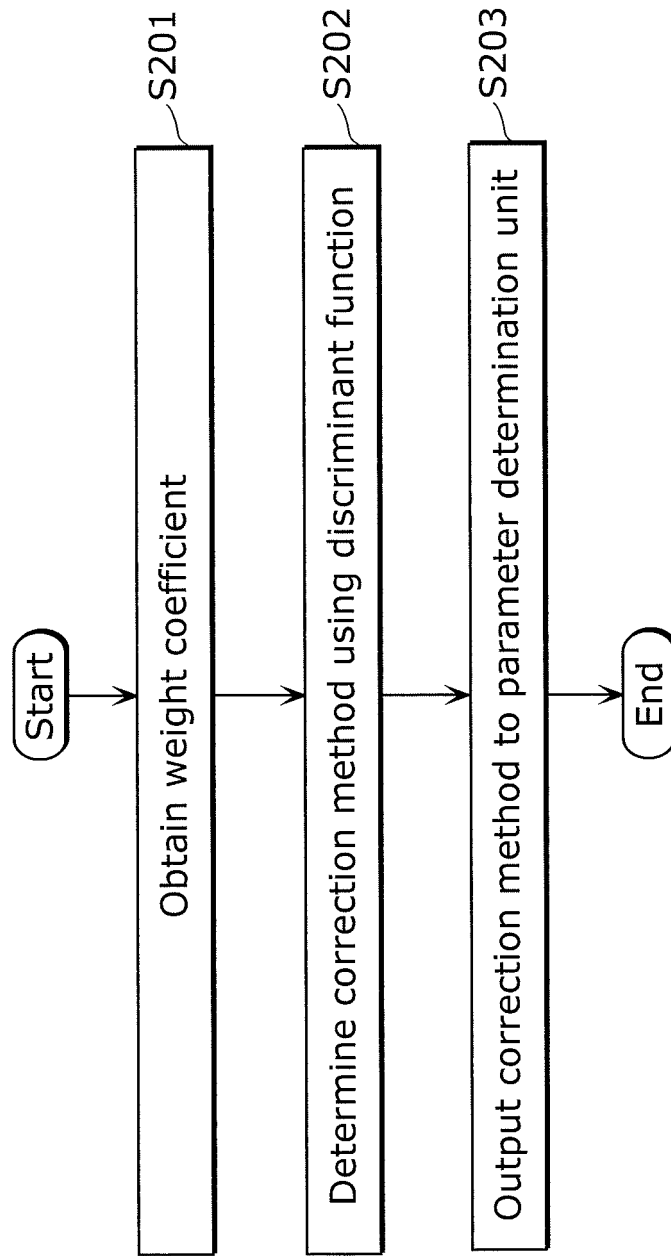 Start
S201
Obtain weight coefficient
S202
Determine correction method using discriminant function
S203
Output correction method to parameter determination unit
End